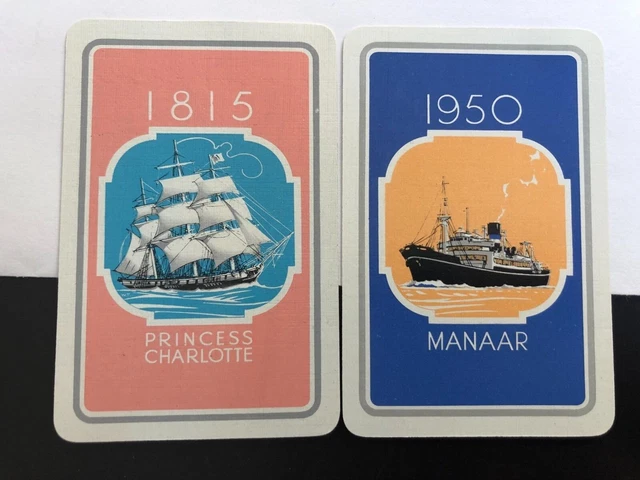 1815
PRINCESS
CHARLOTTE
1950
MANAAR